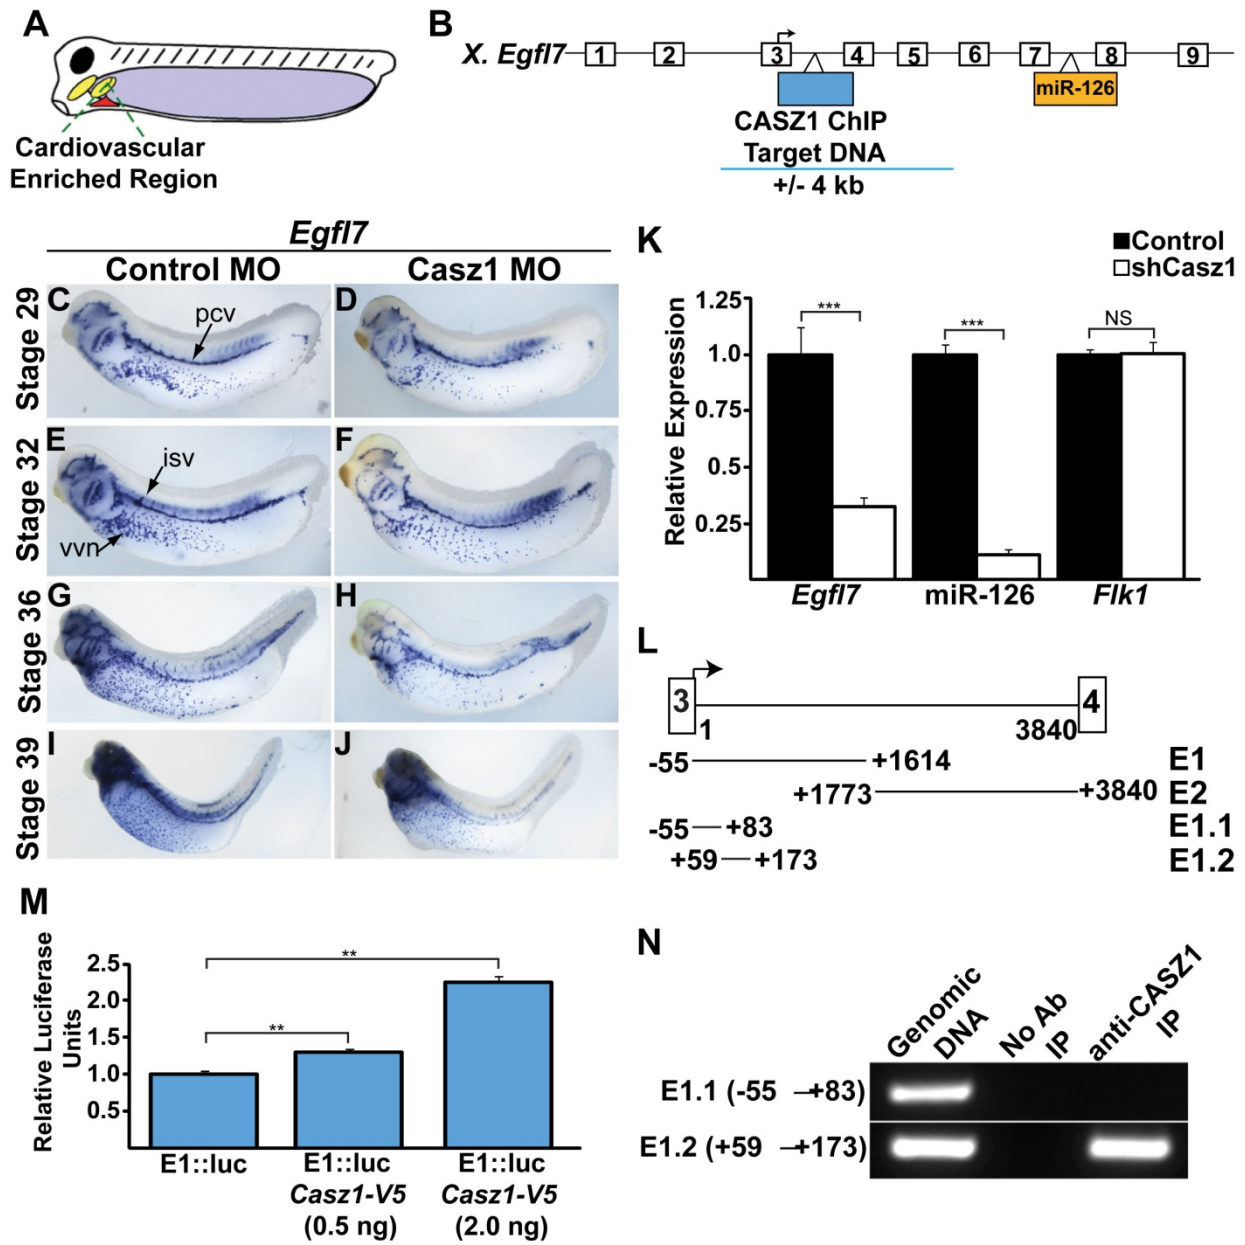 A
Cardiovascular
Enriched Region
B
X. Egfl7
1 2 3 4 5 6 7 8 9
miR-126
CASZ1 ChIP
Target DNA
+/- 4 kb
Egfl7
Control MO Casz1 MO
Stage 29
C pcv D
Stage 32
E isv vvn F
Stage 36
G H
Stage 39
I J
K
Control
shCasz1
Relative Expression
1.25
1.0
0.75
0.5
0.25
*** *** NS
Egfl7 miR-126 Flk1
L
3 4
1 3840
-55 +1614 E1
+1773 +3840 E2
-55 +83 E1.1
+59 +173 E1.2
M
Relative Luciferase
Units
2.5
2.0
1.5
1.0
0.5
**
**
E1::luc E1::luc E1::luc
Casz1-V5 Casz1-V5
(0.5 ng) (2.0 ng)
N
Genomic
DNA
No Ab
IP
anti-CASZ1
IP
E1.1 (-55 → +83)
E1.2 (+59 → +173)